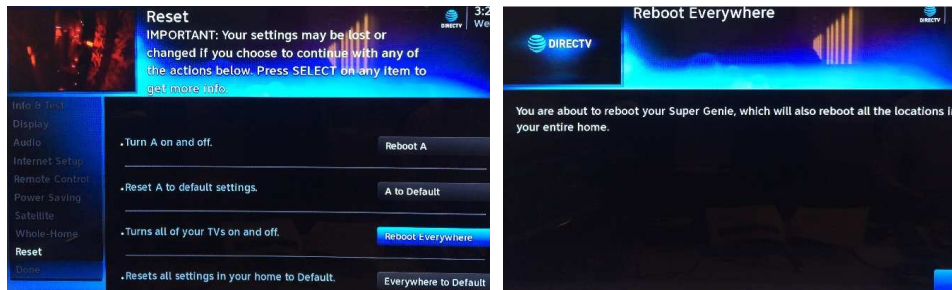 Reset
IMPORTANT: Your settings may be lost or
changed if you choose to continue with any of
the actions below. Press SELECT on any item to
get more info.
DIRECTV
3:2
We
Info & Test
Display
Audio
Internet Setup
Remote Control
Power Saving
Satellite
Whole-Home
Reset
Done
.Turn A on and off.
Reboot A
.Reset A to default settings.
A to Default
.Turns all of your TVs on and off.
Reboot Everywhere
.Resets all settings in your home to Default.
Everywhere to Default
Reboot Everywhere
DIRECTV
DIRECTV
You are about to reboot your Super Genie, which will also reboot all the locations i
your entire home.